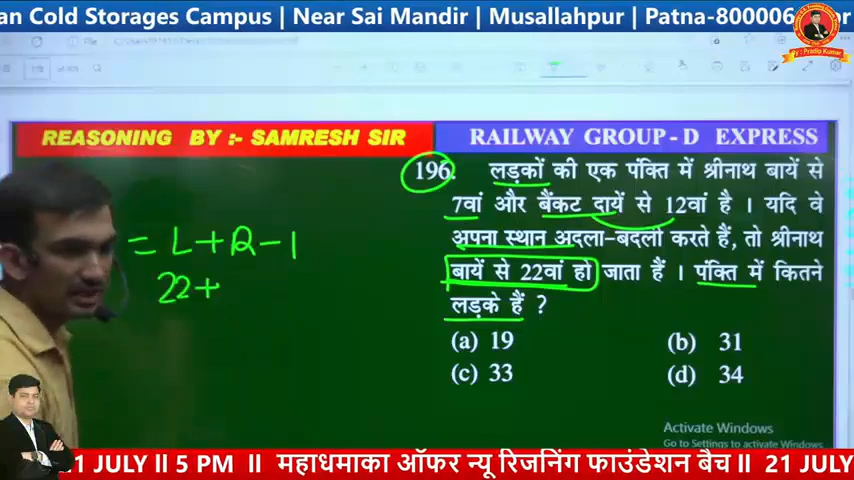 an Cold Storages Campus | Near Sai Mandir | Musallahpur | Patna-800006
REASONING BY :- SAMRESH SIR
RAILWAY GROUP - D EXPRESS
196. लड़कों की एक पंक्ति में श्रीनाथ बायें से
7वां और बैंकट दायें से 12वां है । यदि वे
अपना स्थान अदला-बदली करते हैं, तो श्रीनाथ
बायें से 22वां हो जाता हैं । पंक्ति में कितने
लड़के हैं ?
(a) 19 (b) 31
(c) 33 (d) 34
= L + R - 1
22 +
Activate Windows
Go to Settings to activate Windows.
1 JULY II 5 PM II महाधमाका ऑफर न्यू रिजनिंग फाउंडेशन बैच II 21 JULY